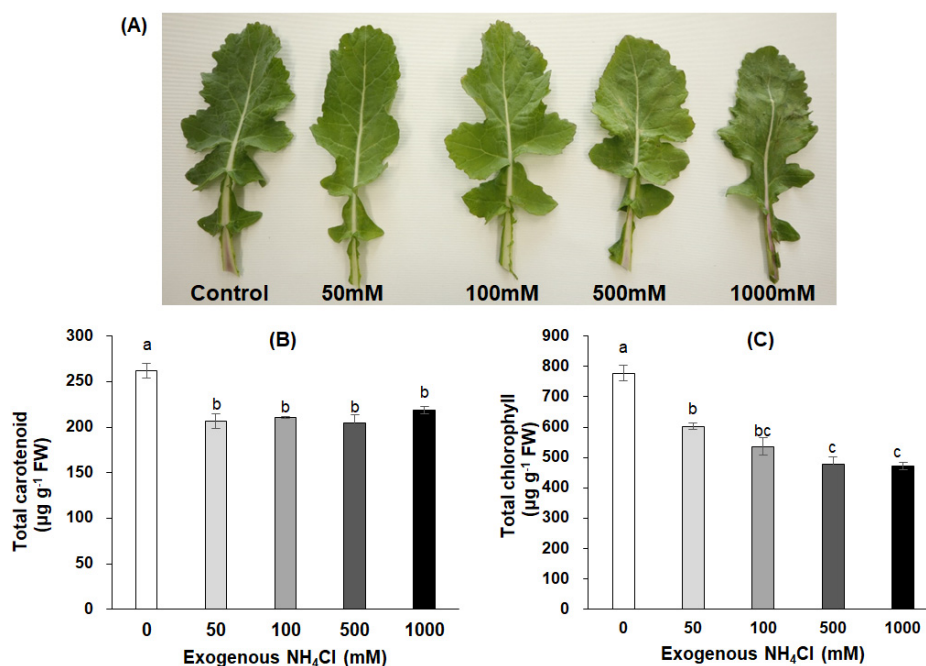 (A)
Control 50mM 100mM 500mM 1000mM
(B)
Total carotenoid
(µg g⁻¹ FW)
300
250
200
150
100
50
0
a
b
b
b
b
0 50 100 500 1000
Exogenous NH₄Cl (mM)
(C)
Total chlorophyll
(µg g⁻¹ FW)
900
800
700
600
500
400
300
200
100
0
a
b
bc
c
c
0 50 100 500 1000
Exogenous NH₄Cl (mM)